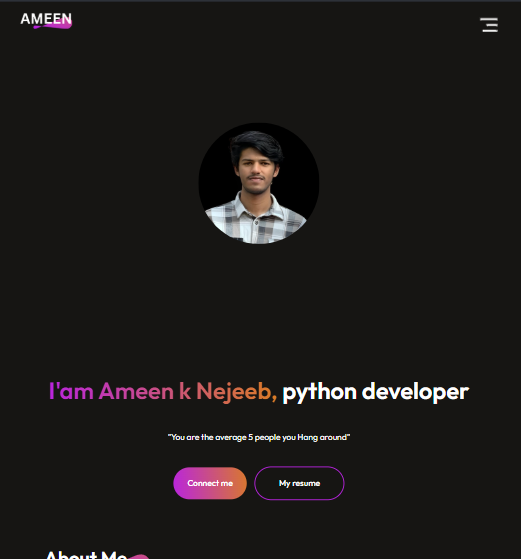 AMEEN
I'am Ameen k Nejeeb, python developer
"You are the average 5 people you Hang around"
Connect me My resume
About Me